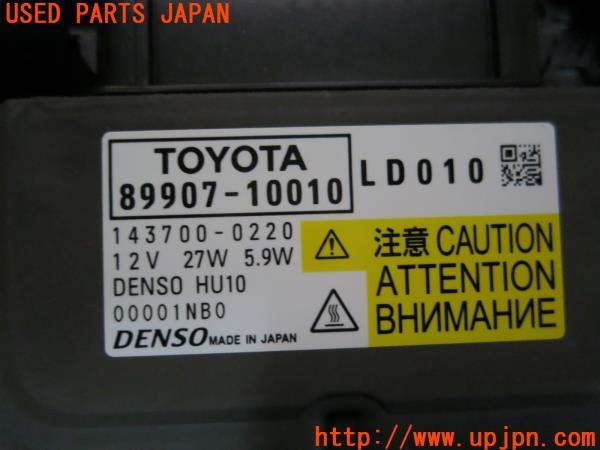 USED PARTS JAPAN
TOYOTA
89907-10010
LD010
143700-0220
12V 27W 5.9W
DENSO HU10
00001NB0
DENSO MADE IN JAPAN
注意 CAUTION
ATTENTION
ВНИМАНИЕ
UPJ
http://www.upjpn.com